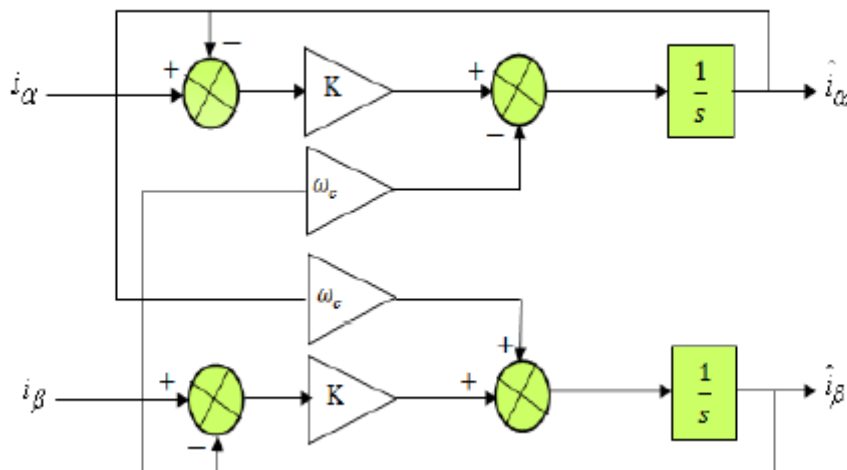 −
+ K + 1/s
i_α î_α
−
ω_c
ω_c
+
+ K + 1/s
i_β î_β
−